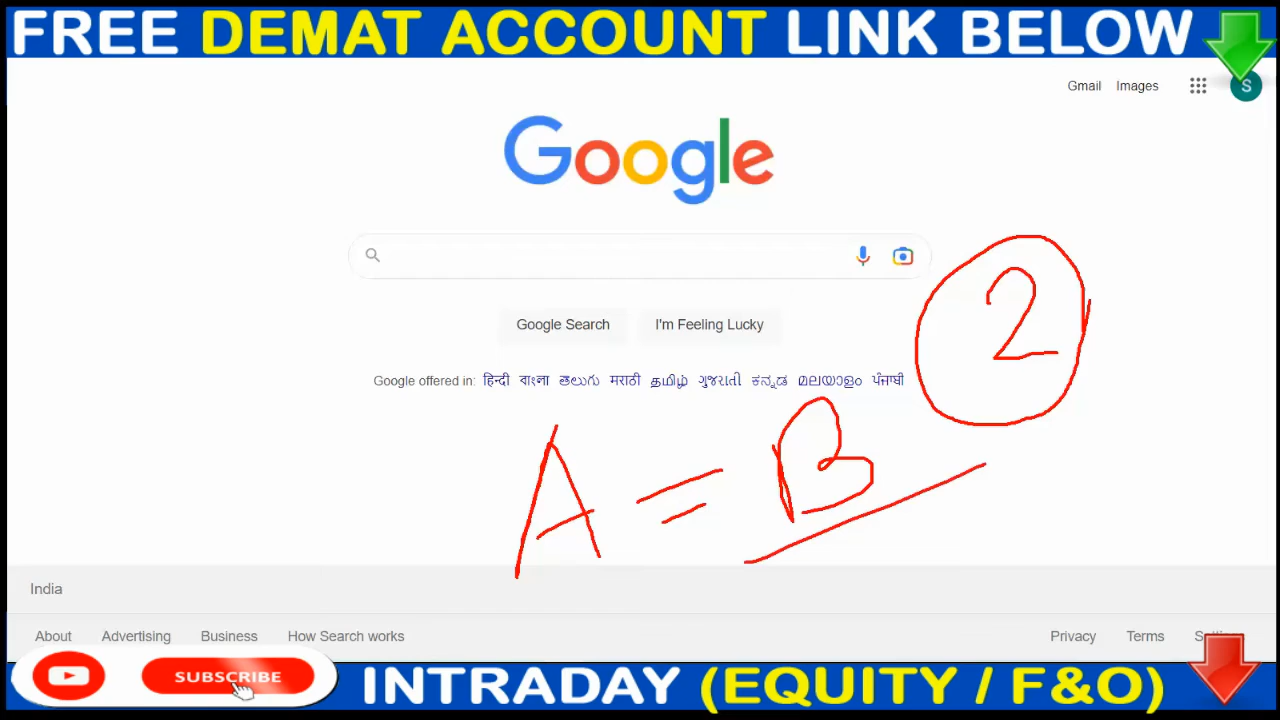 FREE DEMAT ACCOUNT LINK BELOW
Gmail Images
S
Google
Google Search I'm Feeling Lucky
2
Google offered in: हिन्दी বাংলা తెలుగు मराठी தமிழ் ગુજરાતી ಕನ್ನಡ മലയാളം ਪੰਜਾਬੀ
A = B
India
About Advertising Business How Search works Privacy Terms
SUBSCRIBE
INTRADAY (EQUITY / F&O)